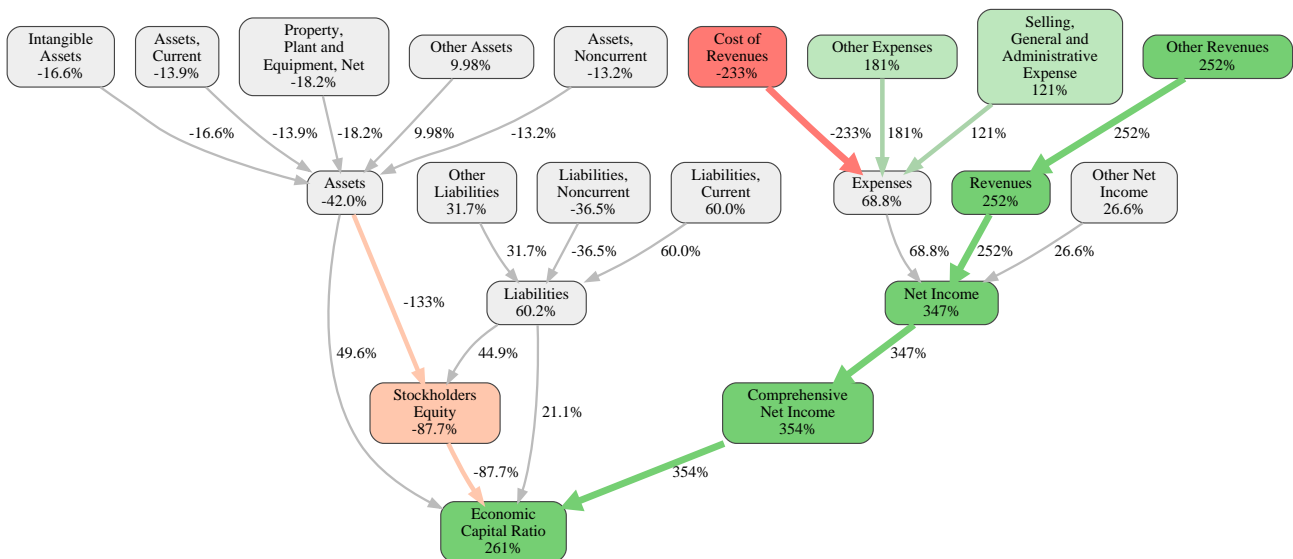 Intangible
Assets
-16.6%
Assets,
Current
-13.9%
Property,
Plant and
Equipment, Net
-18.2%
Other Assets
9.98%
Assets,
Noncurrent
-13.2%
Cost of
Revenues
-233%
Other Expenses
181%
Selling,
General and
Administrative
Expense
121%
Other Revenues
252%
-16.6%
-13.9%
-18.2%
9.98%
-13.2%
-233%
181%
121%
252%
Assets
-42.0%
Other
Liabilities
31.7%
Liabilities,
Noncurrent
-36.5%
Liabilities,
Current
60.0%
Expenses
68.8%
Revenues
252%
Other Net
Income
26.6%
31.7%
-36.5%
60.0%
68.8%
252%
26.6%
-133%
Liabilities
60.2%
Net Income
347%
49.6%
44.9%
347%
Stockholders
Equity
-87.7%
21.1%
Comprehensive
Net Income
354%
-87.7%
354%
Economic
Capital Ratio
261%